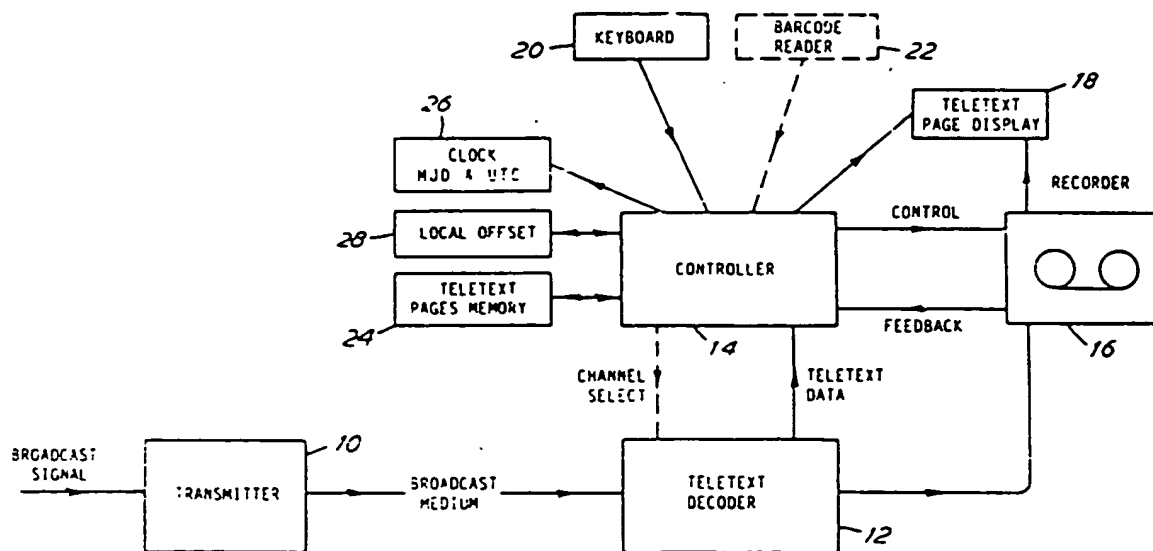 20
KEYBOARD
BARCODE
READER
22
18
TELETEXT
PAGE DISPLAY
26
CLOCK
MJD & UTC
RECORDER
28
LOCAL OFFSET
CONTROL
CONTROLLER
24
TELETEXT
PAGES MEMORY
FEEDBACK
14
16
CHANNEL
SELECT
TELETEXT
DATA
10
BROADCAST
SIGNAL
TRANSMITTER
BROADCAST
MEDIUM
TELETEXT
DECODER
12